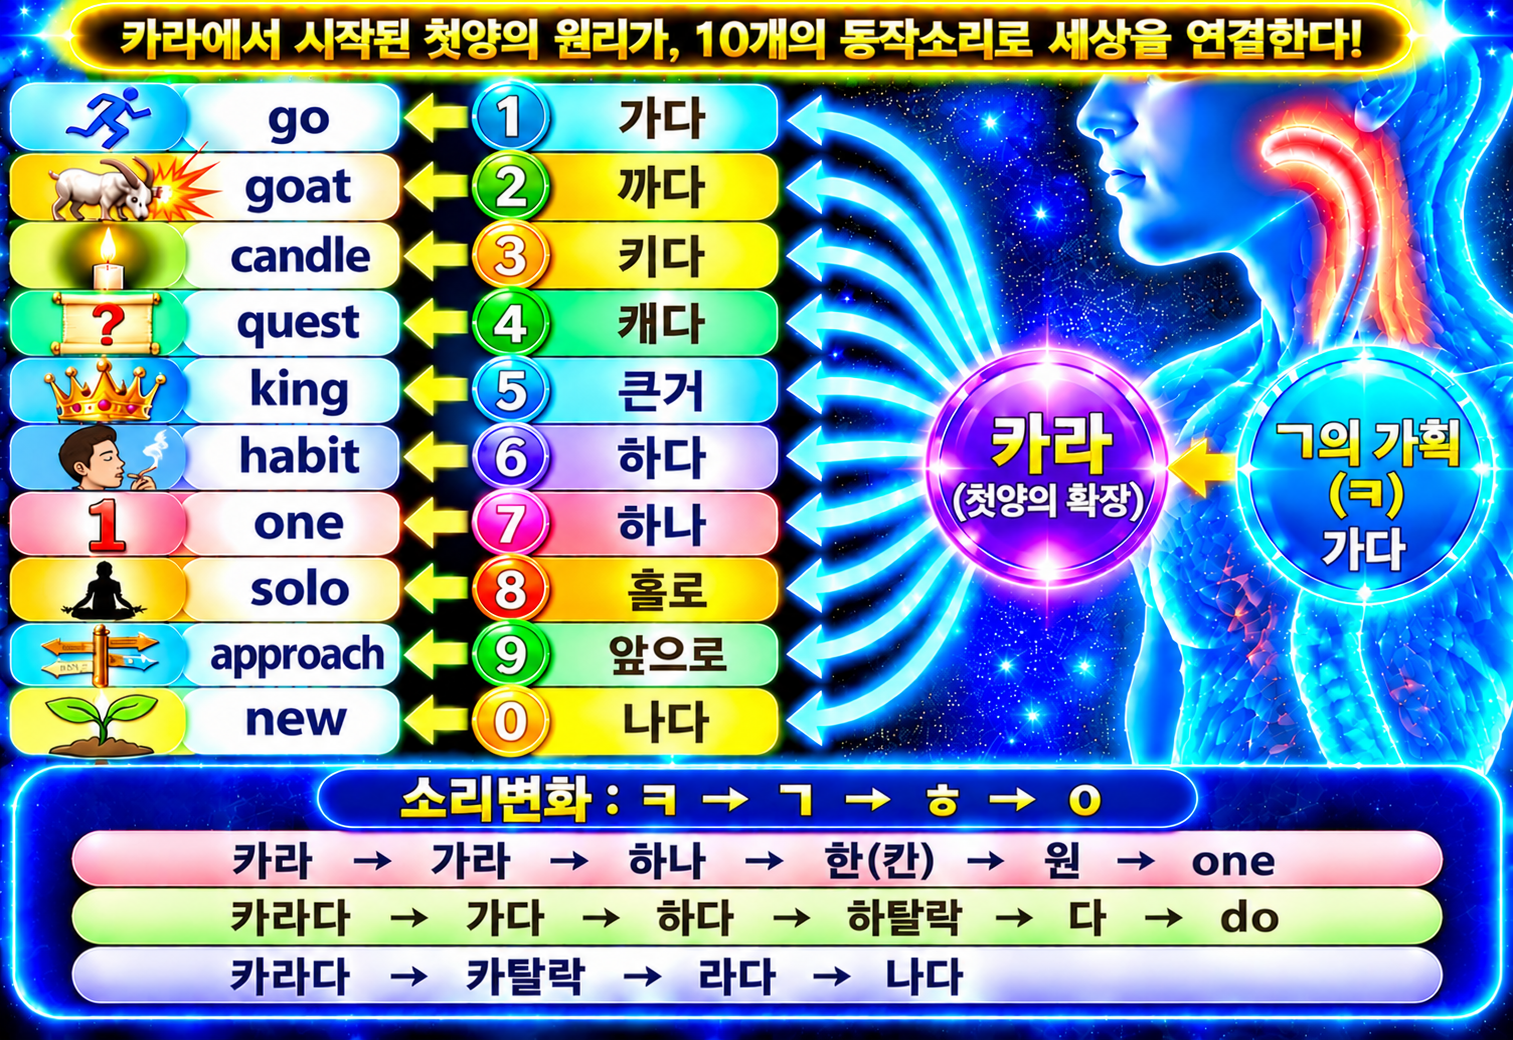 카라에서 시작된 첫양의 원리가, 10개의 동작소리로 세상을 연결한다!
go 1 가다
goat 2 까다
candle 3 키다
? quest 4 캐다
king 5 큰거
habit 6 하다
1 one 7 하나
solo 8 홀로
approach 9 앞으로
new 0 나다
카라
(첫양의 확장)
ㄱ의 가획
(ㅋ)
가다
소리변화 : ㅋ → ㄱ → ㅎ → ㅇ
카라 → 가라 → 하나 → 한(칸) → 원 → one
카라다 → 가다 → 하다 → 하탈락 → 다 → do
카라다 → 카탈락 → 라다 → 나다